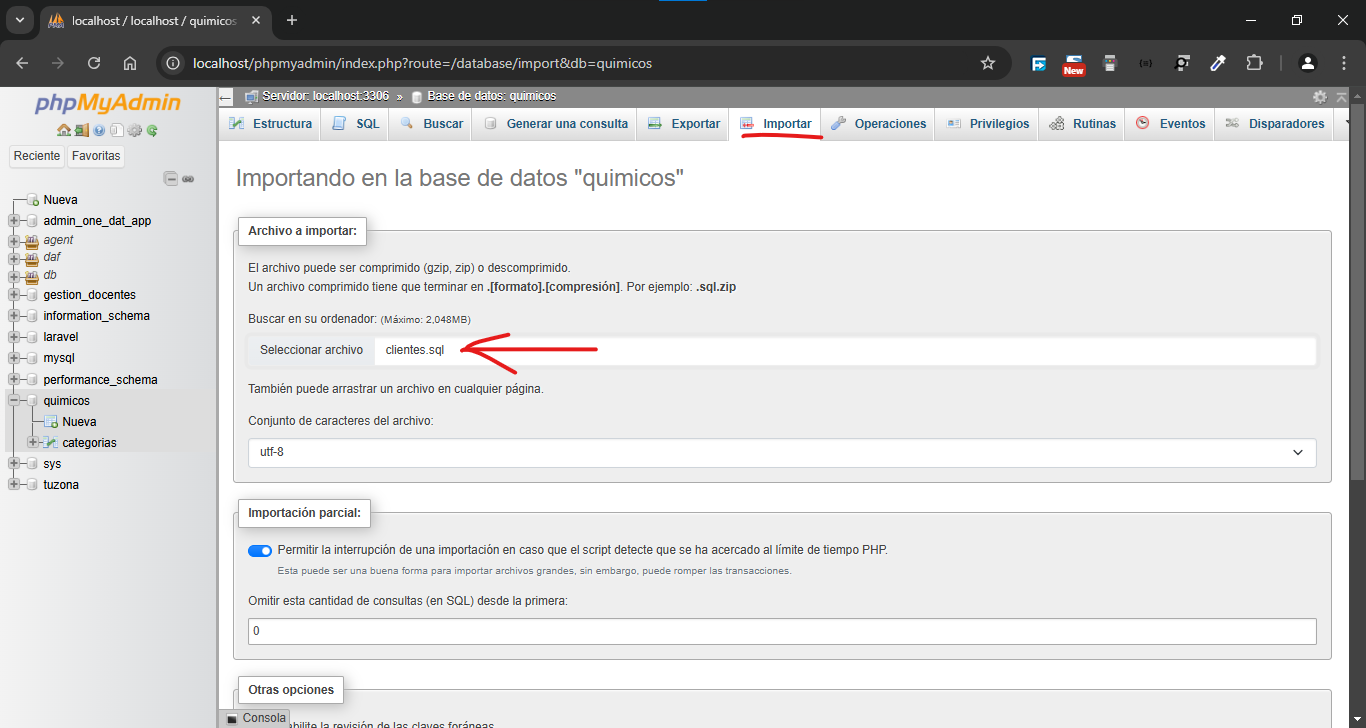 localhost / localhost / quimicos
localhost/phpmyadmin/index.php?route=/database/import&db=quimicos
New
phpMyAdmin
Reciente
Favoritas
Nueva
admin_one_dat_app
agent
daf
db
gestion_docentes
information_schema
laravel
mysql
performance_schema
quimicos
Nueva
categorias
sys
tuzona
Servidor: localhost:3306 » Base de datos: quimicos
Estructura SQL Buscar Generar una consulta Exportar Importar Operaciones Privilegios Rutinas Eventos Disparadores
Importando en la base de datos "quimicos"
Archivo a importar:
El archivo puede ser comprimido (gzip, zip) o descomprimido.
Un archivo comprimido tiene que terminar en .[formato].[compresión]. Por ejemplo: .sql.zip
Buscar en su ordenador: (Máximo: 2,048MB)
Seleccionar archivo clientes.sql
También puede arrastrar un archivo en cualquier página.
Conjunto de caracteres del archivo:
utf-8
Importación parcial:
Permitir la interrupción de una importación en caso que el script detecte que se ha acercado al límite de tiempo PHP.
Esta puede ser una buena forma para importar archivos grandes, sin embargo, puede romper las transacciones.
Omitir esta cantidad de consultas (en SQL) desde la primera:
0
Otras opciones
Consola
la revisión de las claves foráneas